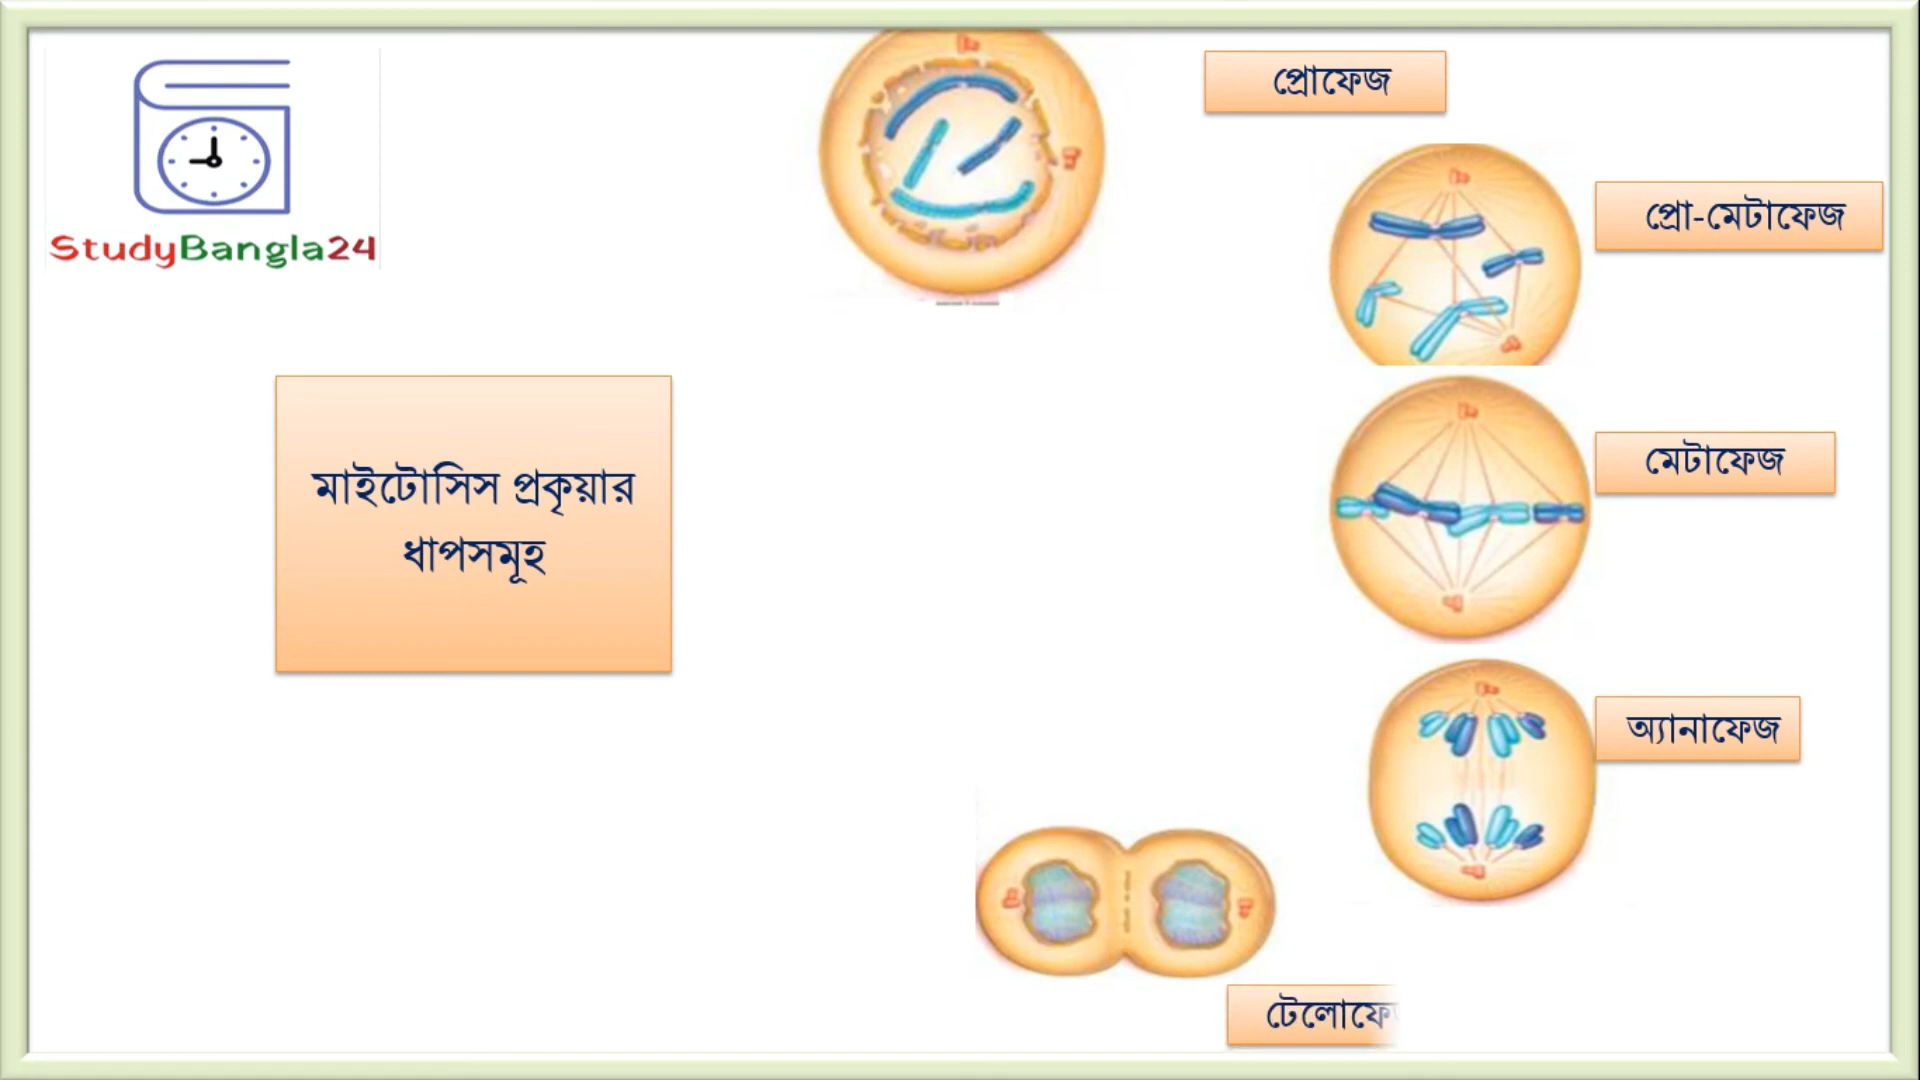 StudyBangla24
প্রোফেজ
প্রো-মেটাফেজ
মাইটোসিস প্রকৃয়ার
ধাপসমূহ
মেটাফেজ
অ্যানাফেজ